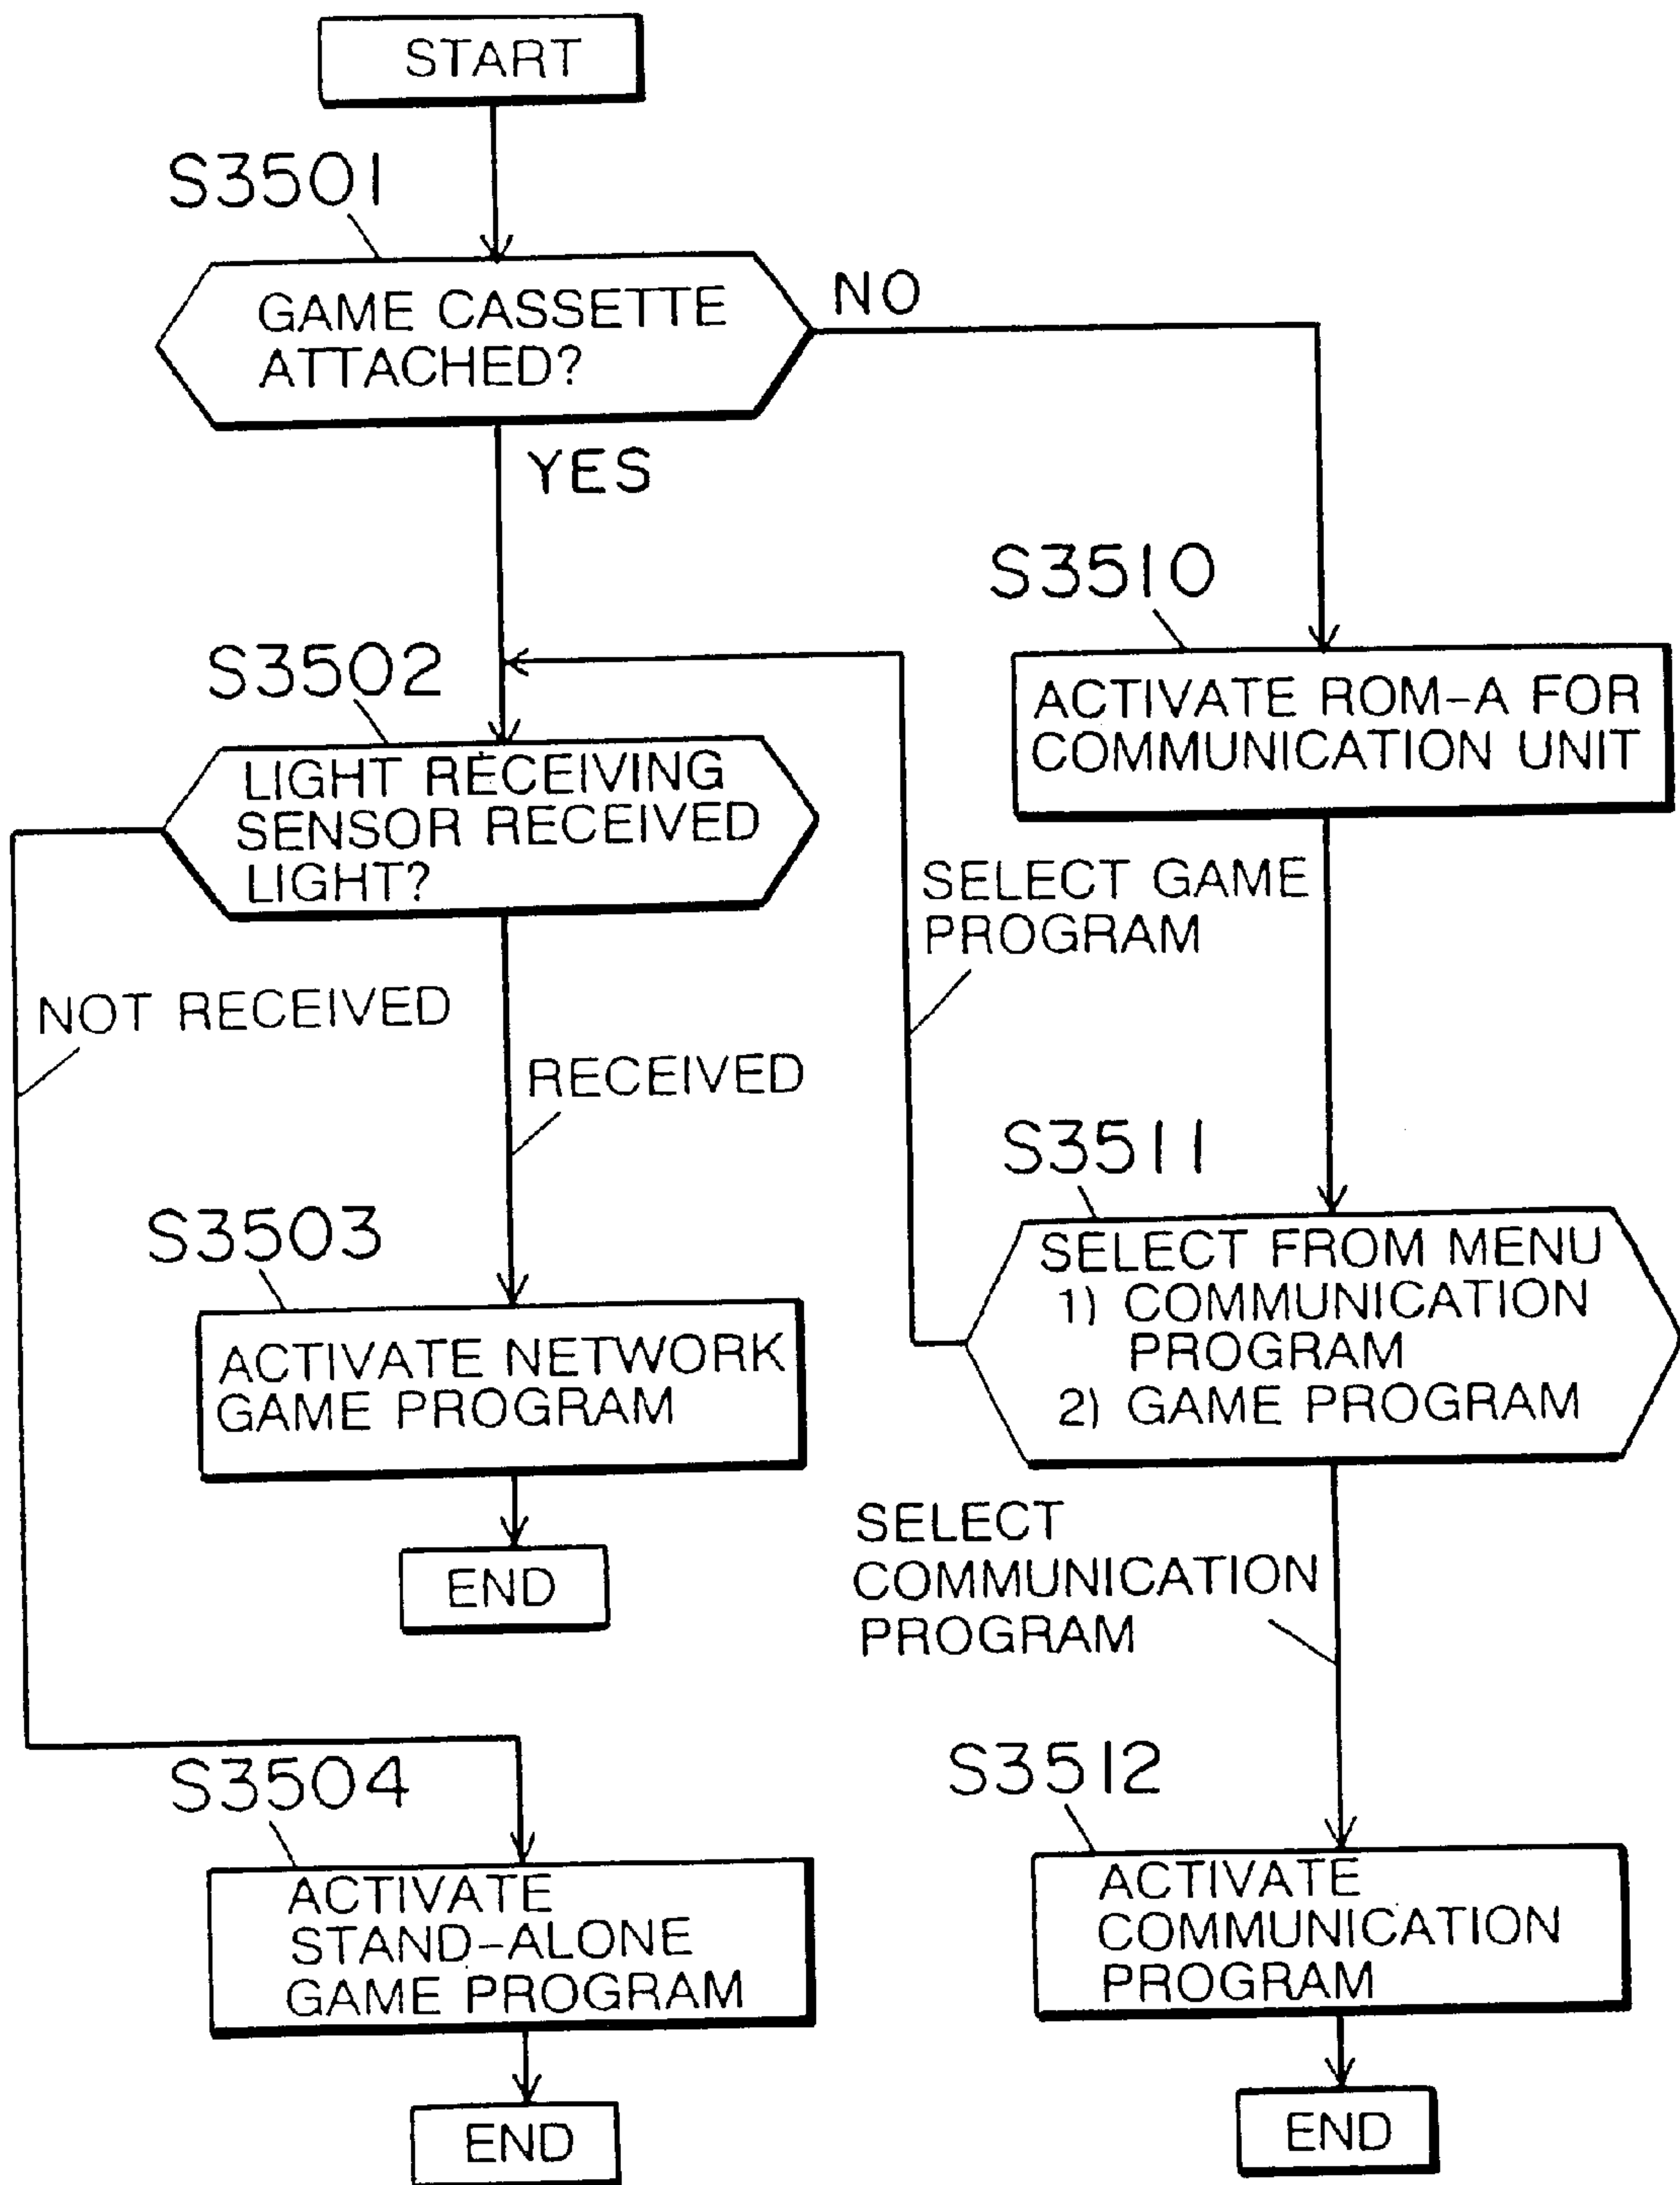 START
S3501
GAME CASSETTE
ATTACHED?
NO
YES
S3510
ACTIVATE ROM-A FOR
COMMUNICATION UNIT
S3502
LIGHT RECEIVING
SENSOR RECEIVED
LIGHT?
SELECT GAME
PROGRAM
NOT RECEIVED
RECEIVED
S3511
SELECT FROM MENU
1) COMMUNICATION
PROGRAM
2) GAME PROGRAM
S3503
ACTIVATE NETWORK
GAME PROGRAM
END
SELECT
COMMUNICATION
PROGRAM
S3504
ACTIVATE
STAND-ALONE
GAME PROGRAM
END
S3512
ACTIVATE
COMMUNICATION
PROGRAM
END